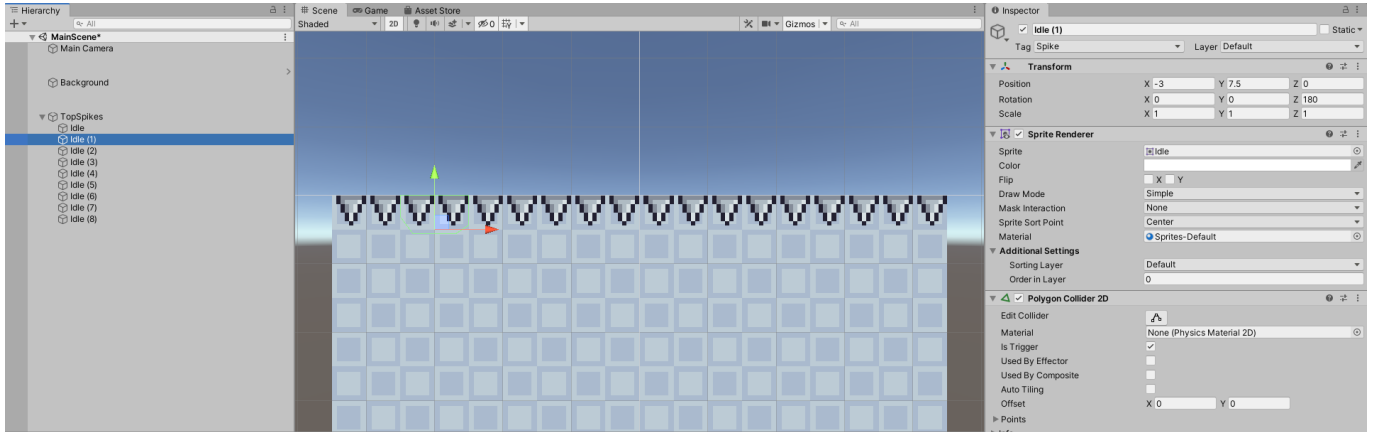 Hierarchy
All
MainScene*
Main Camera
Background
TopSpikes
Idle
Idle (1)
Idle (2)
Idle (3)
Idle (4)
Idle (5)
Idle (6)
Idle (7)
Idle (8)
Scene Game Asset Store
Shaded 2D 0 Gizmos All
Inspector
Idle (1) Static
Tag Spike Layer Default
Transform
Position X -3 Y 7.5 Z 0
Rotation X 0 Y 0 Z 180
Scale X 1 Y 1 Z 1
Sprite Renderer
Sprite Idle
Color
Flip X Y
Draw Mode Simple
Mask Interaction None
Sprite Sort Point Center
Material Sprites-Default
Additional Settings
Sorting Layer Default
Order in Layer 0
Polygon Collider 2D
Edit Collider
Material None (Physics Material 2D)
Is Trigger
Used By Effector
Used By Composite
Auto Tiling
Offset X 0 Y 0
Points